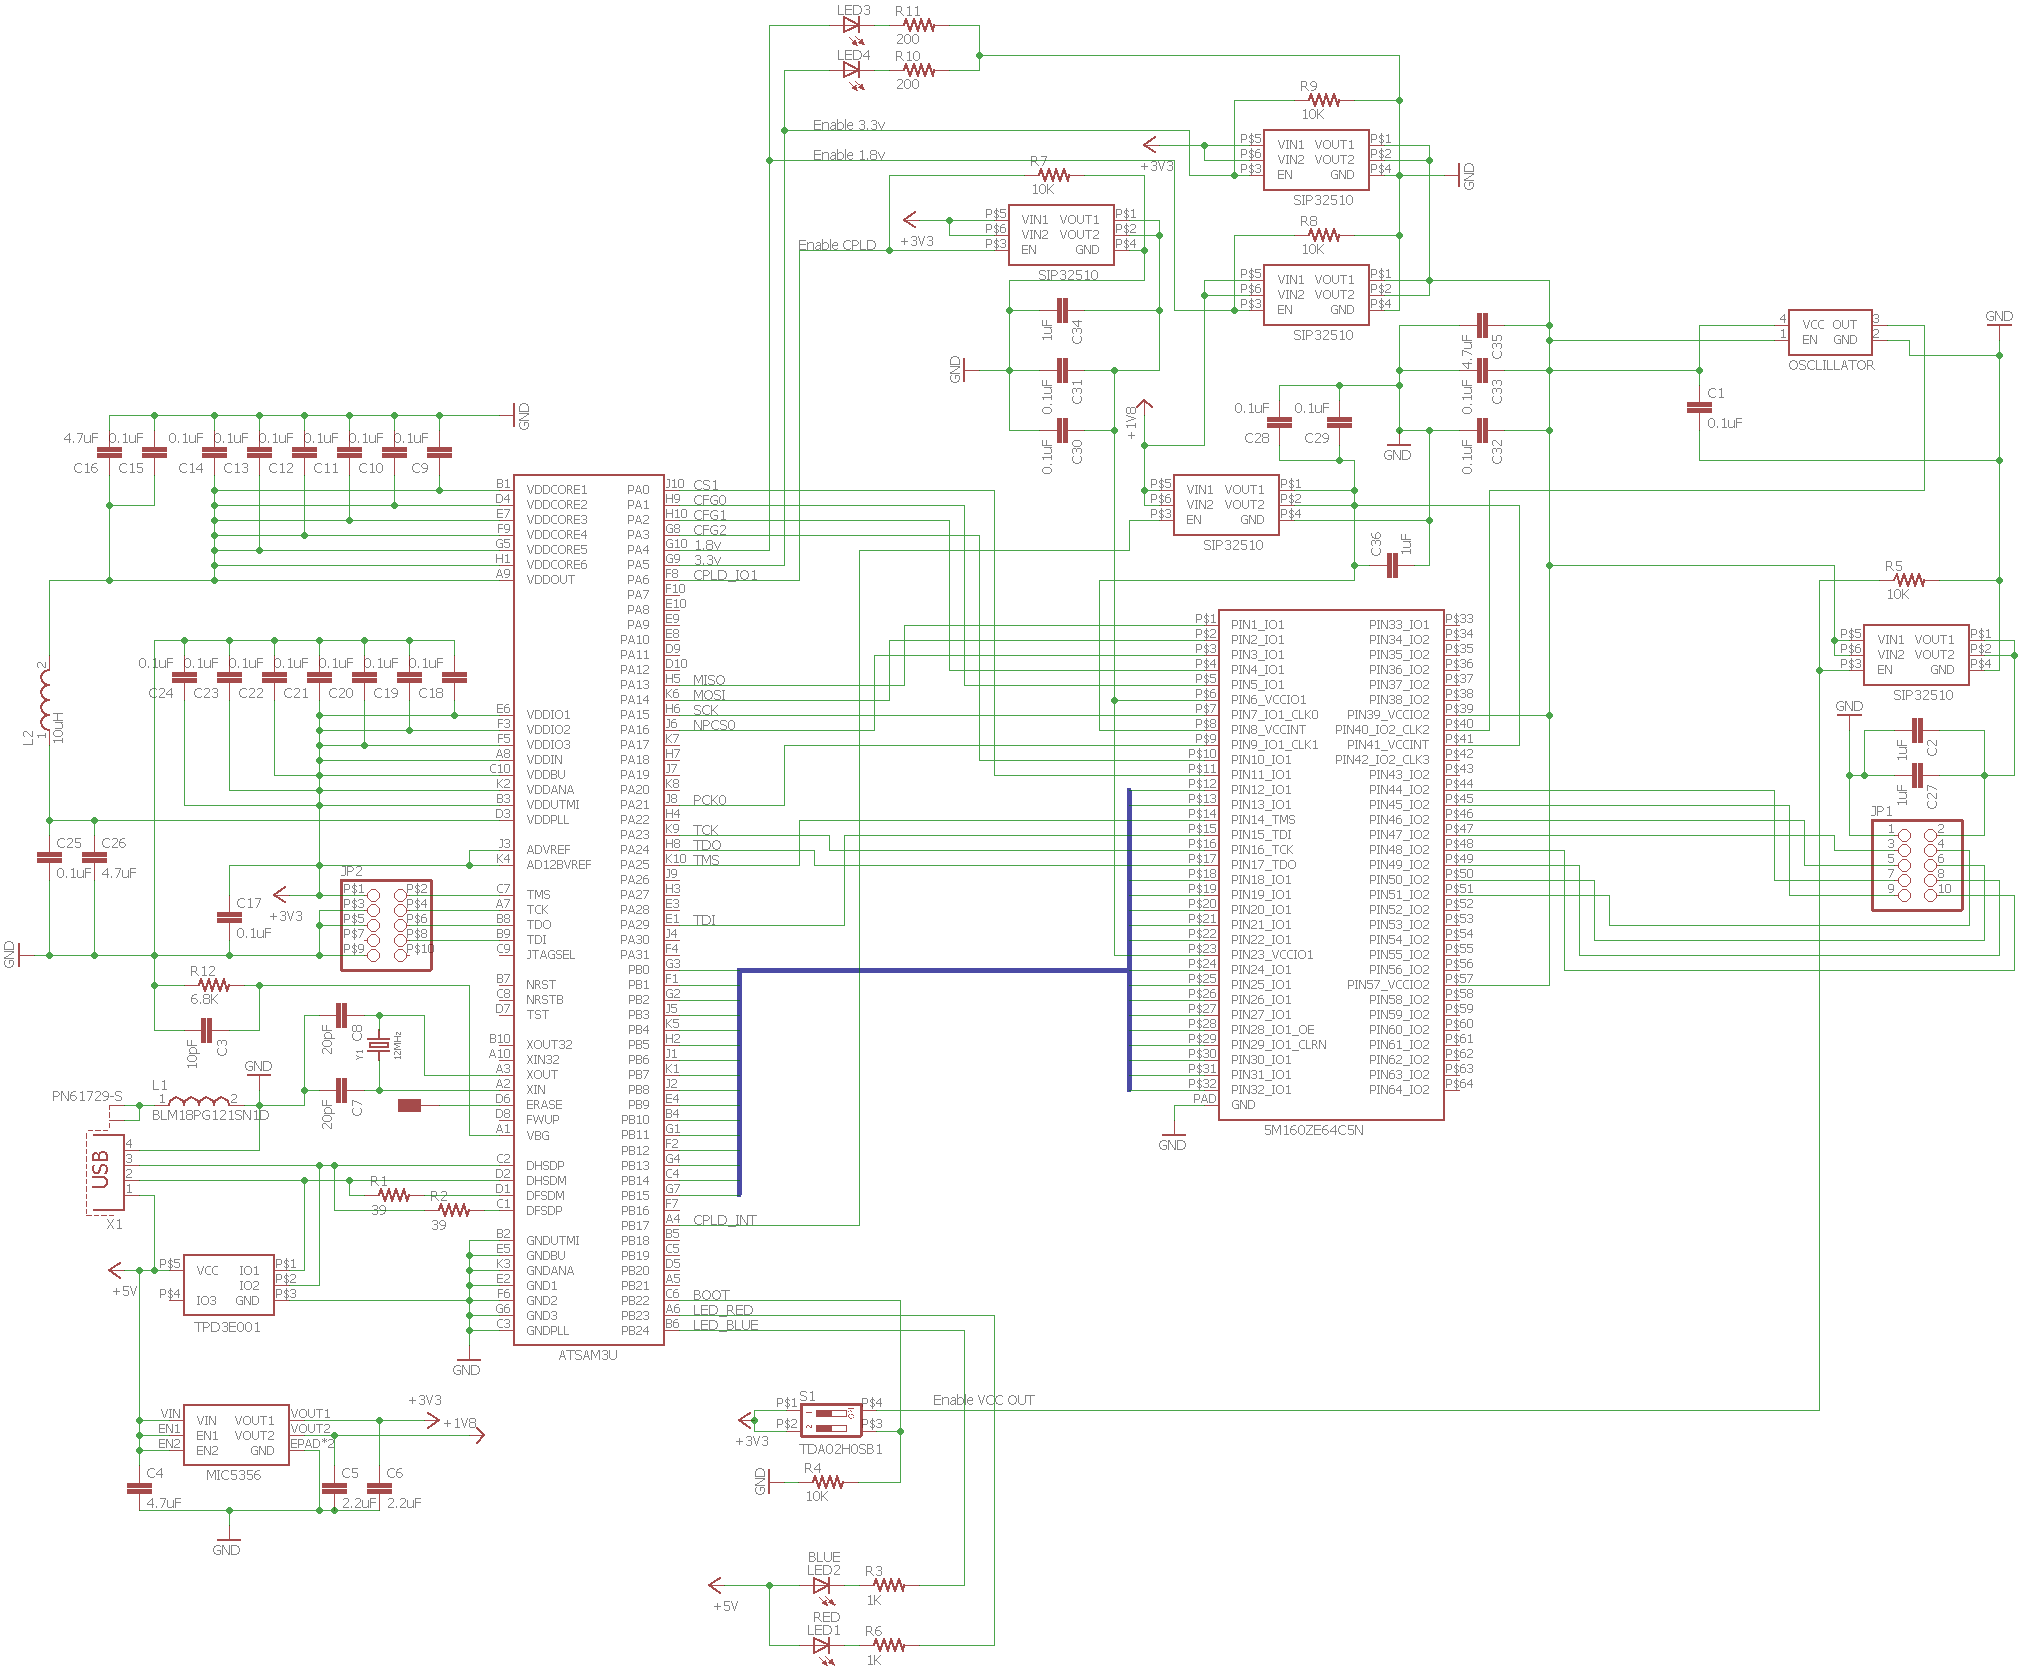 LED3
R11
200
LED4
R10
200
R9
10K
Enable 3.3v
Enable 1.8v
+3V3
P$5 VIN1 VOUT1 P$1
P$6 VIN2 VOUT2 P$2
P$3 EN GND P$4
SIP32510
GND
R7
10K
P$5 VIN1 VOUT1 P$1
P$6 VIN2 VOUT2 P$2
P$3 EN GND P$4
SIP32510
+3V3
Enable CPLD
R8
10K
P$5 VIN1 VOUT1 P$1
P$6 VIN2 VOUT2 P$2
P$3 EN GND P$4
SIP32510
1uF C34
0.1uF C31
0.1uF C30
GND
+1V8
4.7uF C35
0.1uF C33
0.1uF C32
0.1uF C28
0.1uF C29
GND
4 VCC OUT 3
1 EN GND 2
OSCLILLATOR
GND
C1
0.1uF
P$5 VIN1 VOUT1 P$1
P$6 VIN2 VOUT2 P$2
P$3 EN GND P$4
SIP32510
C36 1uF
R5
10K
P$5 VIN1 VOUT1 P$1
P$6 VIN2 VOUT2 P$2
P$3 EN GND P$4
SIP32510
GND
1uF C2
1uF C27
JP1
1 2
3 4
5 6
7 8
9 10
GND
4.7uF 0.1uF 0.1uF 0.1uF 0.1uF 0.1uF 0.1uF 0.1uF
C16 C15 C14 C13 C12 C11 C10 C9
0.1uF 0.1uF 0.1uF 0.1uF 0.1uF 0.1uF 0.1uF
C24 C23 C22 C21 C20 C19 C18
2
L2 1 10uH
C25
0.1uF
C26
4.7uF
GND
C17
0.1uF
+3V3
JP2
P$1 P$2
P$3 P$4
P$5 P$6
P$7 P$8
P$9 P$10
R12
6.8K
10pF C3
20pF C8
Y1 12MHz
20pF C7
GND
PN61729-S
L1
1 2
BLM18PG121SN1D
USB
4
3
2
1
X1
R1
39
R2
39
P$5 VCC IO1 P$1
IO2 P$2
P$4 IO3 GND P$3
TPD3E001
+5V
GND
VIN VIN VOUT1 VOUT1
EN1 EN1 VOUT2 VOUT2
EN2 EN2 GND EPAD*2
MIC5356
+3V3
+1V8
C4
4.7uF
C5
2.2uF
C6
2.2uF
GND
B1 VDDCORE1
D4 VDDCORE2
E7 VDDCORE3
F9 VDDCORE4
G5 VDDCORE5
H1 VDDCORE6
A9 VDDOUT
E6 VDDIO1
F3 VDDIO2
F5 VDDIO3
A8 VDDIN
C10 VDDBU
K2 VDDANA
B3 VDDUTMI
D3 VDDPLL
J3 ADVREF
K4 AD12BVREF
C7 TMS
A7 TCK
B8 TDO
B9 TDI
C9 JTAGSEL
B7 NRST
C8 NRSTB
D7 TST
B10 XOUT32
A10 XIN32
A3 XOUT
A2 XIN
D6 ERASE
D8 FWUP
A1 VBG
C2 DHSDP
D2 DHSDM
D1 DFSDM
C1 DFSDP
B2 GNDUTMI
E5 GNDBU
K3 GNDANA
E2 GND1
F6 GND2
G6 GND3
C3 GNDPLL
PA0 J10 CS1
PA1 H9 CFG0
PA2 H10 CFG1
PA3 G8 CFG2
PA4 G10 1.8v
PA5 G9 3.3v
PA6 F8 CPLD_IO1
PA7 F10
PA8 E10
PA9 E9
PA10 E8
PA11 D9
PA12 D10
PA13 H5 MISO
PA14 K6 MOSI
PA15 H6 SCK
PA16 J6 NPCS0
PA17 K7
PA18 H7
PA19 J7
PA20 K8
PA21 J8 PCK0
PA22 H4
PA23 K9 TCK
PA24 H8 TDO
PA25 K10 TMS
PA26 J9
PA27 H3
PA28 E3
PA29 E1 TDI
PA30 J4
PA31 F4
PB0 G3
PB1 F1
PB2 G2
PB3 J5
PB4 K5
PB5 H2
PB6 J1
PB7 K1
PB8 J2
PB9 E4
PB10 B4
PB11 G1
PB12 F2
PB13 G4
PB14 C4
PB15 G7
PB16 F7
PB17 A4 CPLD_INT
PB18 B5
PB19 C5
PB20 D5
PB21 A5
PB22 C6 BOOT
PB23 A6 LED_RED
PB24 B6 LED_BLUE
ATSAM3U
P$1 PIN1_IO1 PIN33_IO1 P$33
P$2 PIN2_IO1 PIN34_IO2 P$34
P$3 PIN3_IO1 PIN35_IO2 P$35
P$4 PIN4_IO1 PIN36_IO2 P$36
P$5 PIN5_IO1 PIN37_IO2 P$37
P$6 PIN6_VCCIO1 PIN38_IO2 P$38
P$7 PIN7_IO1_CLK0 PIN39_VCCIO2 P$39
P$8 PIN8_VCCINT PIN40_IO2_CLK2 P$40
P$9 PIN9_IO1_CLK1 PIN41_VCCINT P$41
P$10 PIN10_IO1 PIN42_IO2_CLK3 P$42
P$11 PIN11_IO1 PIN43_IO2 P$43
P$12 PIN12_IO1 PIN44_IO2 P$44
P$13 PIN13_IO1 PIN45_IO2 P$45
P$14 PIN14_TMS PIN46_IO2 P$46
P$15 PIN15_TDI PIN47_IO2 P$47
P$16 PIN16_TCK PIN48_IO2 P$48
P$17 PIN17_TDO PIN49_IO2 P$49
P$18 PIN18_IO1 PIN50_IO2 P$50
P$19 PIN19_IO1 PIN51_IO2 P$51
P$20 PIN20_IO1 PIN52_IO2 P$52
P$21 PIN21_IO1 PIN53_IO2 P$53
P$22 PIN22_IO1 PIN54_IO2 P$54
P$23 PIN23_VCCIO1 PIN55_IO2 P$55
P$24 PIN24_IO1 PIN56_IO2 P$56
P$25 PIN25_IO1 PIN57_VCCIO2 P$57
P$26 PIN26_IO1 PIN58_IO2 P$58
P$27 PIN27_IO1 PIN59_IO2 P$59
P$28 PIN28_IO1_OE PIN60_IO2 P$60
P$29 PIN29_IO1_CLRN PIN61_IO2 P$61
P$30 PIN30_IO1 PIN62_IO2 P$62
P$31 PIN31_IO1 PIN63_IO2 P$63
P$32 PIN32_IO1 PIN64_IO2 P$64
PAD GND
5M160ZE64C5N
GND
S1
P$1 P$4
P$2 P$3
1
2
+3V3
TDA02H0SB1
Enable VCC OUT
GND
R4
10K
BLUE
LED2
R3
1K
+5V
RED
LED1
R6
1K